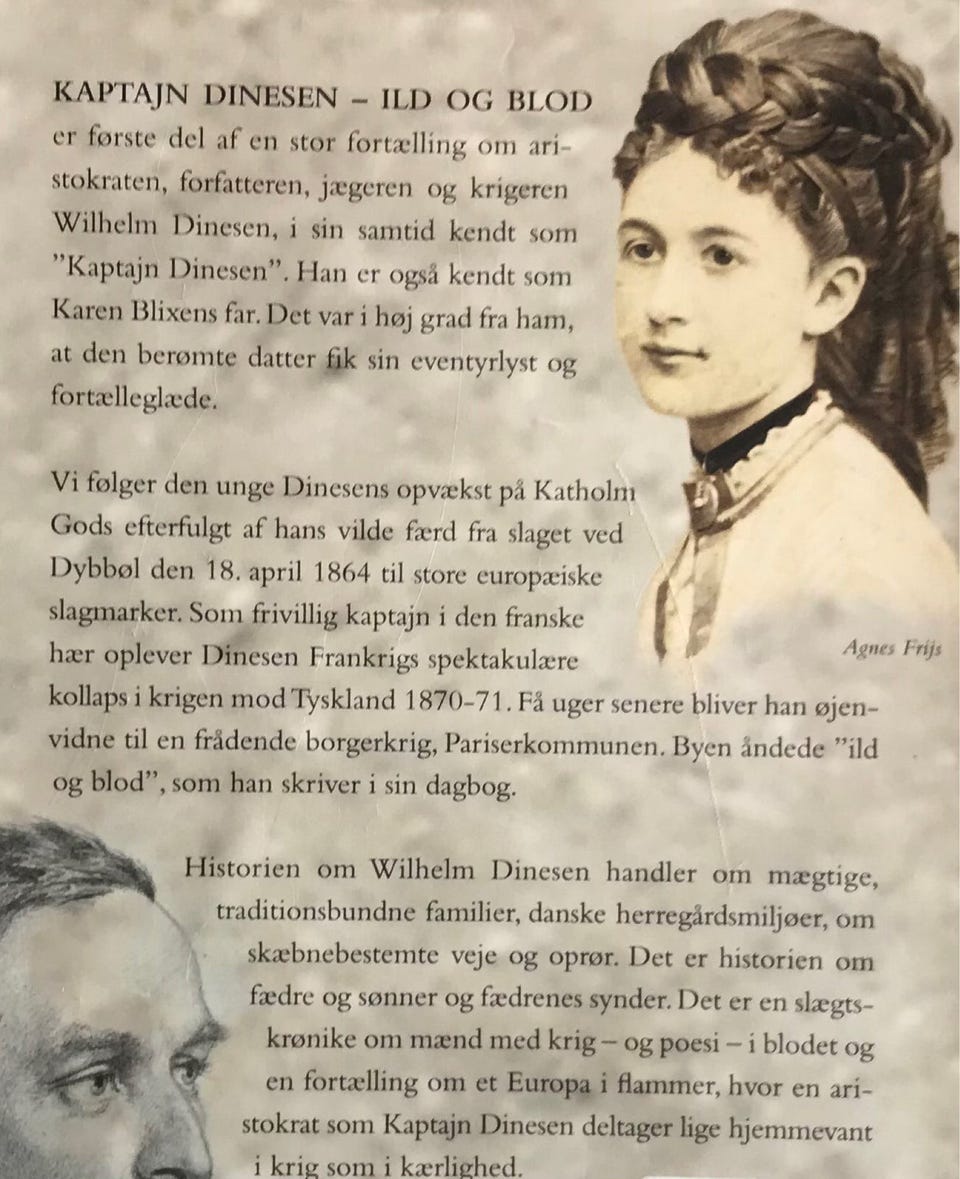 KAPTAJN DINESEN – ILD OG BLOD
er første del af en stor fortælling om ari-
stokraten, forfatteren, jægeren og krigeren
Wilhelm Dinesen, i sin samtid kendt som
”Kaptajn Dinesen”. Han er også kendt som
Karen Blixens far. Det var i høj grad fra ham,
at den berømte datter fik sin eventyrlyst og
fortælleglæde.
Vi følger den unge Dinesens opvækst på Katholm
Gods efterfulgt af hans vilde færd fra slaget ved
Dybbøl den 18. april 1864 til store europæiske
slagmarker. Som frivillig kaptajn i den franske
hær oplever Dinesen Frankrigs spektakulære
kollaps i krigen mod Tyskland 1870-71. Få uger senere bliver han øjen-
vidne til en frådende borgerkrig, Pariserkommunen. Byen åndede ”ild
og blod”, som han skriver i sin dagbog.
Agnes Frijs
Historien om Wilhelm Dinesen handler om mægtige,
traditionsbundne familier, danske herregårdsmiljøer, om
skæbnebestemte veje og oprør. Det er historien om
fædre og sønner og fædrenes synder. Det er en slægts-
krønike om mænd med krig – og poesi – i blodet og
en fortælling om et Europa i flammer, hvor en ari-
stokrat som Kaptajn Dinesen deltager lige hjemmevant
i krig som i kærlighed.